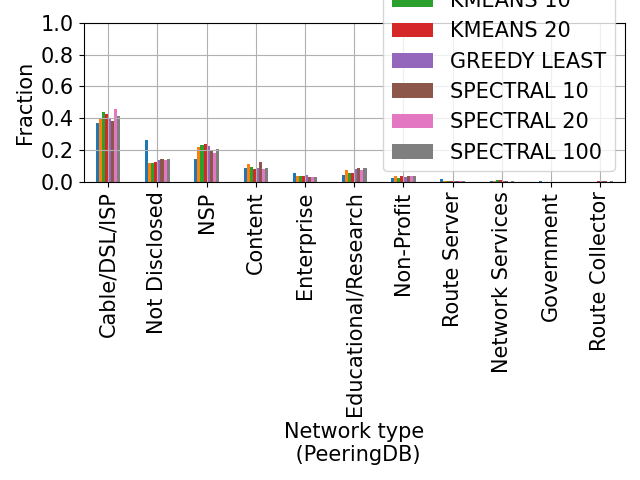 KMEANS 10
KMEANS 20
GREEDY LEAST
SPECTRAL 10
SPECTRAL 20
SPECTRAL 100
1.0
0.8
0.6
0.4
0.2
0.0
Fraction
Cable/DSL/ISP
Not Disclosed
NSP
Content
Enterprise
Educational/Research
Non-Profit
Route Server
Network Services
Government
Route Collector
Network type
(PeeringDB)